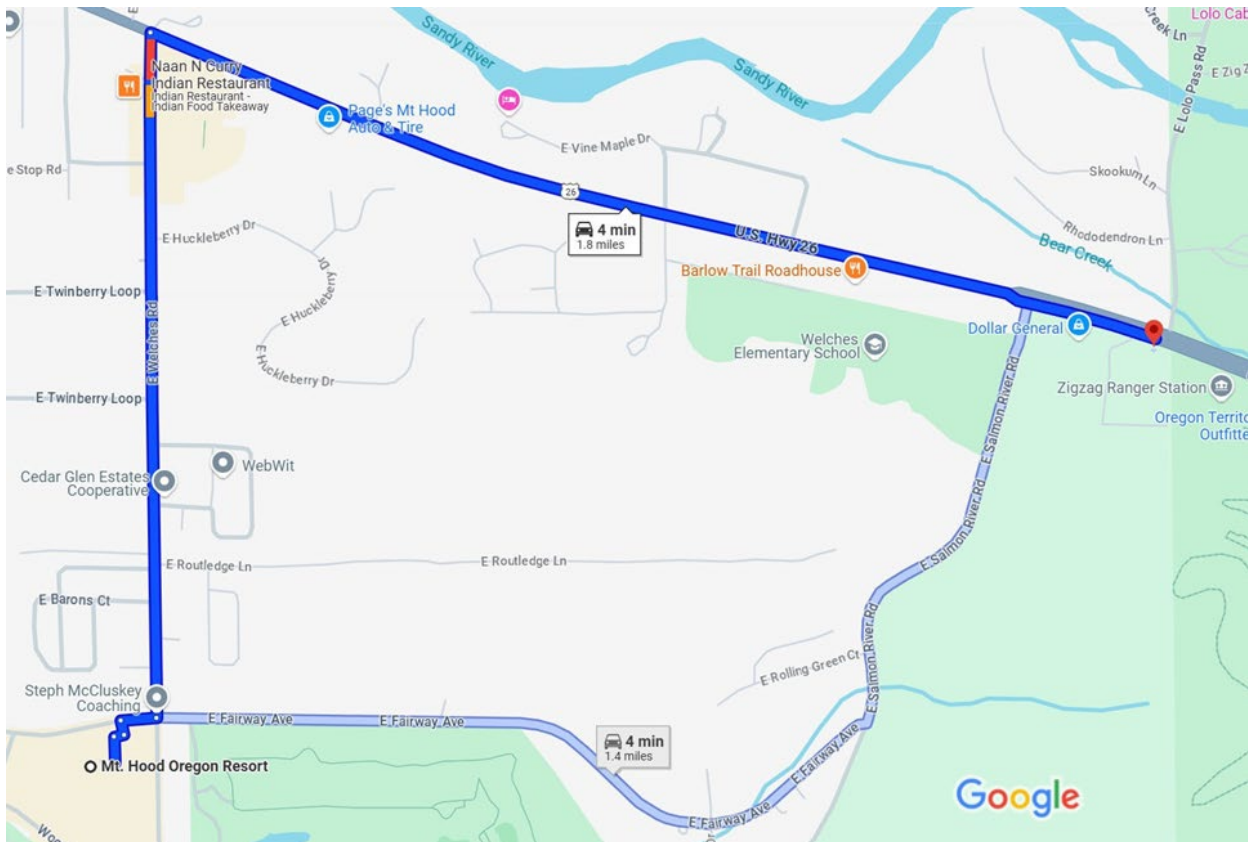 Lolo Cab
Creek Ln
E Lolo Pass Rd
E Zig Z
Sandy River
Sandy River
Naan N Curry
Indian Restaurant
Indian Restaurant -
Indian Food Takeaway
Page's Mt Hood
Auto & Tire
E Vine Maple Dr
e Stop Rd
Skookum Ln
26
4 min
1.8 miles
U.S. Hwy 26
Rhododendron Ln
Bear Creek
E Huckleberry Dr
E Huckleberry Dr
E Huckleberry Dr
Barlow Trail Roadhouse
E Twinberry Loop
E Welches Rd
Dollar General
Welches
Elementary School
Zigzag Ranger Station
E Twinberry Loop
Oregon Territo
Outfitte
E Salmon River Rd
E Salmon River Rd
E Salmon River Rd
E Salmon River Rd
WebWit
Cedar Glen Estates
Cooperative
E Routledge Ln
E Routledge Ln
E Barons Ct
E Rolling Green Ct
Steph McCluskey
Coaching
E Fairway Ave
E Fairway Ave
4 min
1.4 miles
E Fairway Ave
E Fairway Ave
Mt. Hood Oregon Resort
Google
Woo